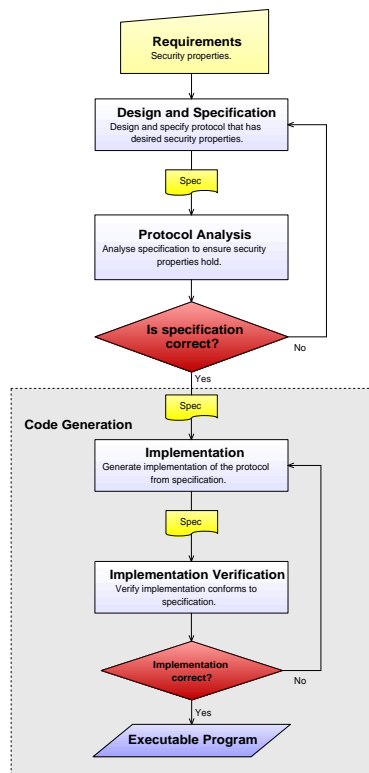 Requirements
Security properties.
Design and Specification
Design and specify protocol that has
desired security properties.
Spec
Protocol Analysis
Analyse specification to ensure security
properties hold.
Is specification
correct?
No
Yes
Spec
Code Generation
Implementation
Generate implementation of the protocol
from specification.
Spec
Implementation Verification
Verify implementation conforms to
specification.
Implementation
correct?
No
Yes
Executable Program